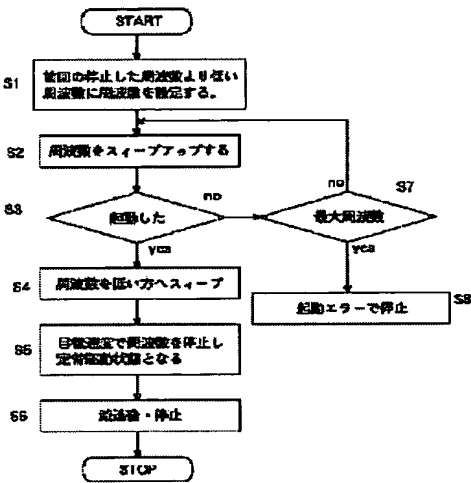 START
S1
前回の停止した周波数より低い
周波数に周波数を設定する。
S2
周波数をスィープアップする
no
no
S7
S3
起動した
最大周波数
yes
yes
S4
周波数を低い方へスィープ
起動エラーで停止
S8
S5
目標速度で周波数を停止し
定常駆動状態となる
S6
減速後・停止
STOP